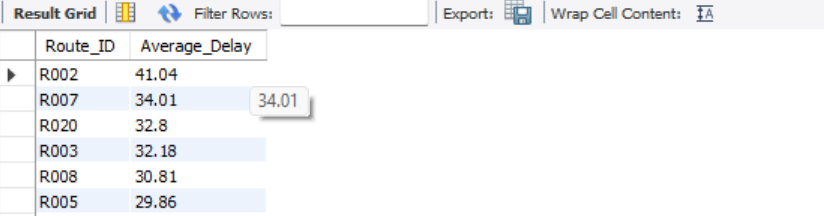 Result Grid Filter Rows: Export: Wrap Cell Content: IA
Route_ID Average_Delay
R002 41.04
R007 34.01 34.01
R020 32.8
R003 32.18
R008 30.81
R005 29.86